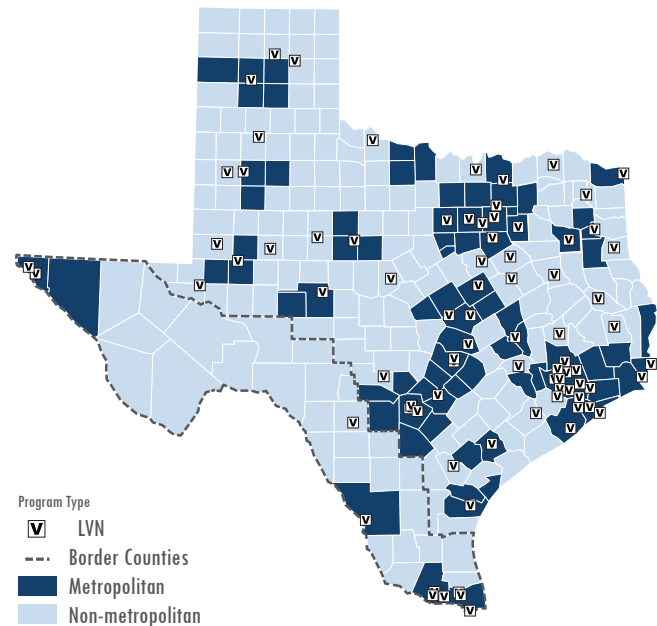 Program Type
V LVN
Border Counties
Metropolitan
Non-metropolitan